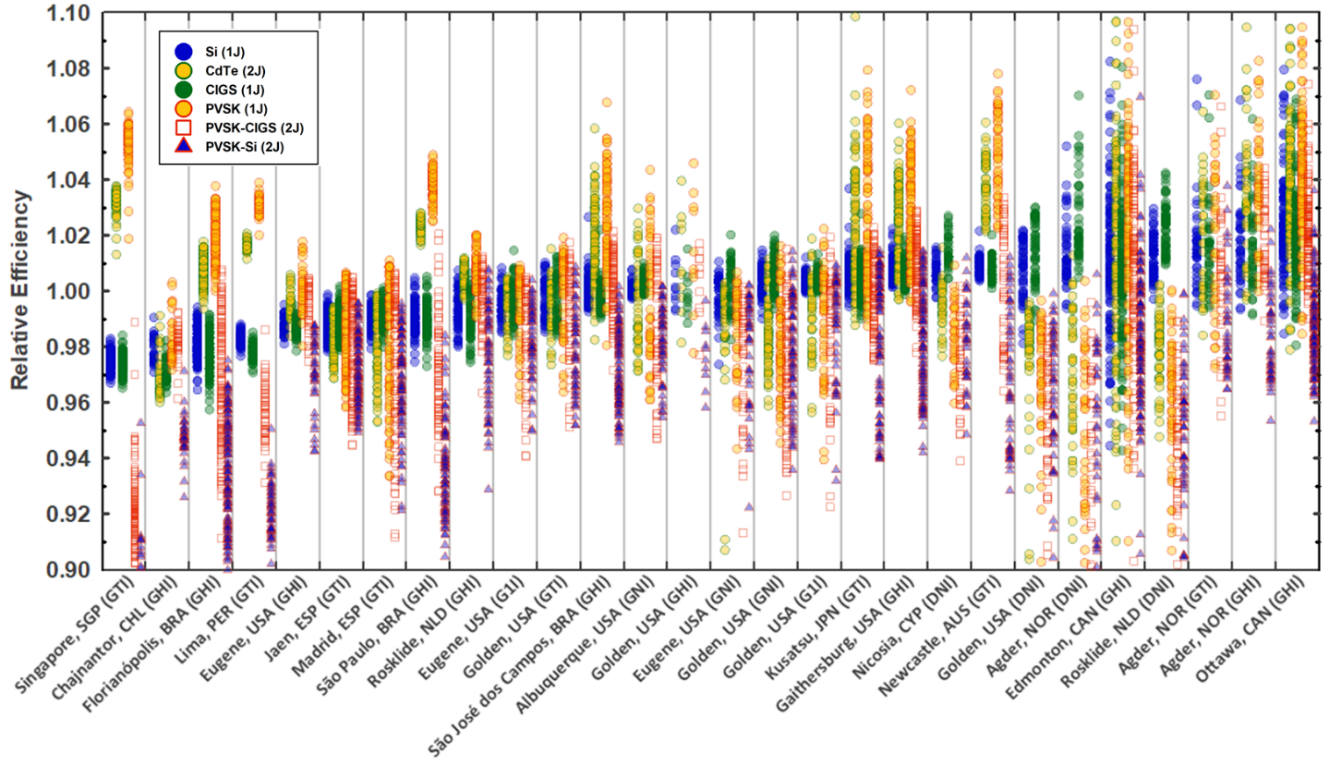 1.10
1.08
1.06
1.04
1.02
1.00
0.98
0.96
0.94
0.92
0.90
Relative Efficiency
Si (1J)
CdTe (2J)
CIGS (1J)
PVSK (1J)
PVSK-CIGS (2J)
PVSK-Si (2J)
Singapore, SGP (GTI)
Chajnantor, CHL (GHI)
Florianópolis, BRA (GHI)
Lima, PER (GTI)
Eugene, USA (GHI)
Jaen, ESP (GTI)
Madrid, ESP (GTI)
São Paulo, BRA (GHI)
Rosklide, NLD (GHI)
Eugene, USA (G1I)
Golden, USA (GTI)
São José dos Campos, BRA (GHI)
Albuquerque, USA (GNI)
Golden, USA (GHI)
Eugene, USA (GNI)
Golden, USA (GNI)
Golden, USA (G1I)
Kusatsu, JPN (GTI)
Gaithersburg, USA (GHI)
Nicosia, CYP (DNI)
Newcastle, AUS (GTI)
Golden, USA (DNI)
Agder, NOR (DNI)
Edmonton, CAN (GHI)
Rosklide, NLD (DNI)
Agder, NOR (GTI)
Agder, NOR (GHI)
Ottawa, CAN (GHI)